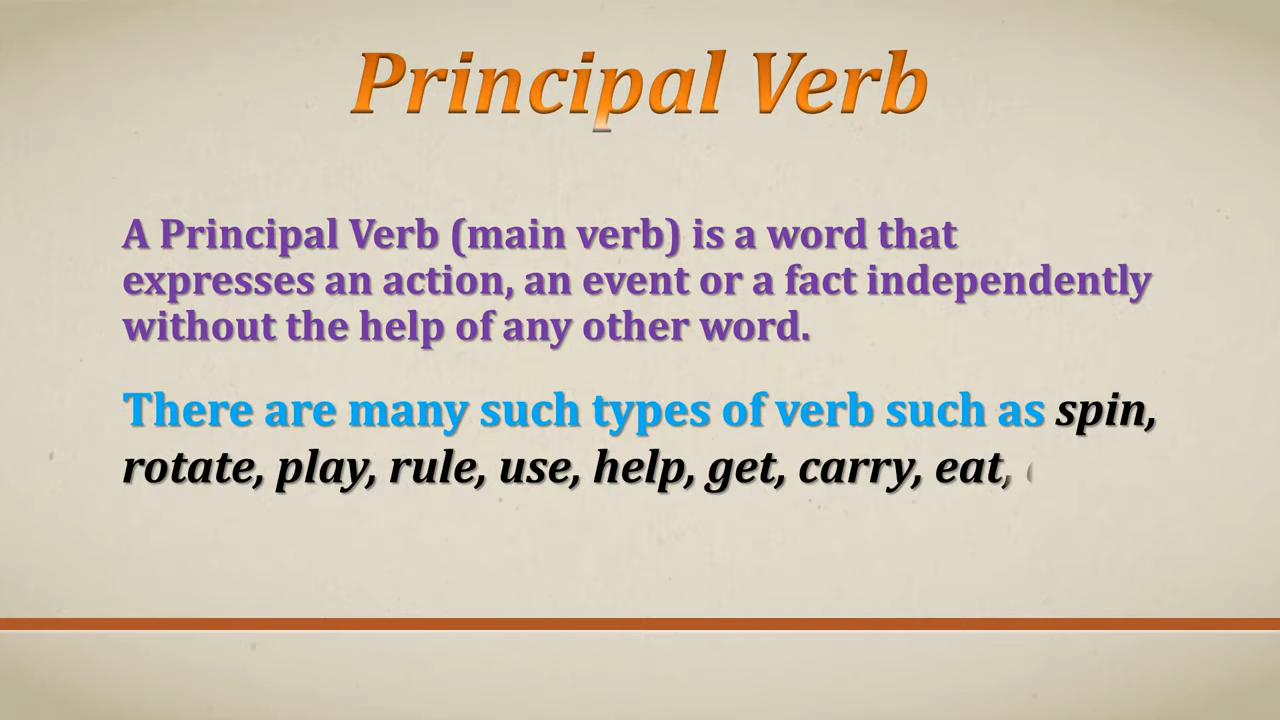 Principal Verb
A Principal Verb (main verb) is a word that
expresses an action, an event or a fact independently
without the help of any other word.
There are many such types of verb such as spin,
rotate, play, rule, use, help, get, carry, eat,